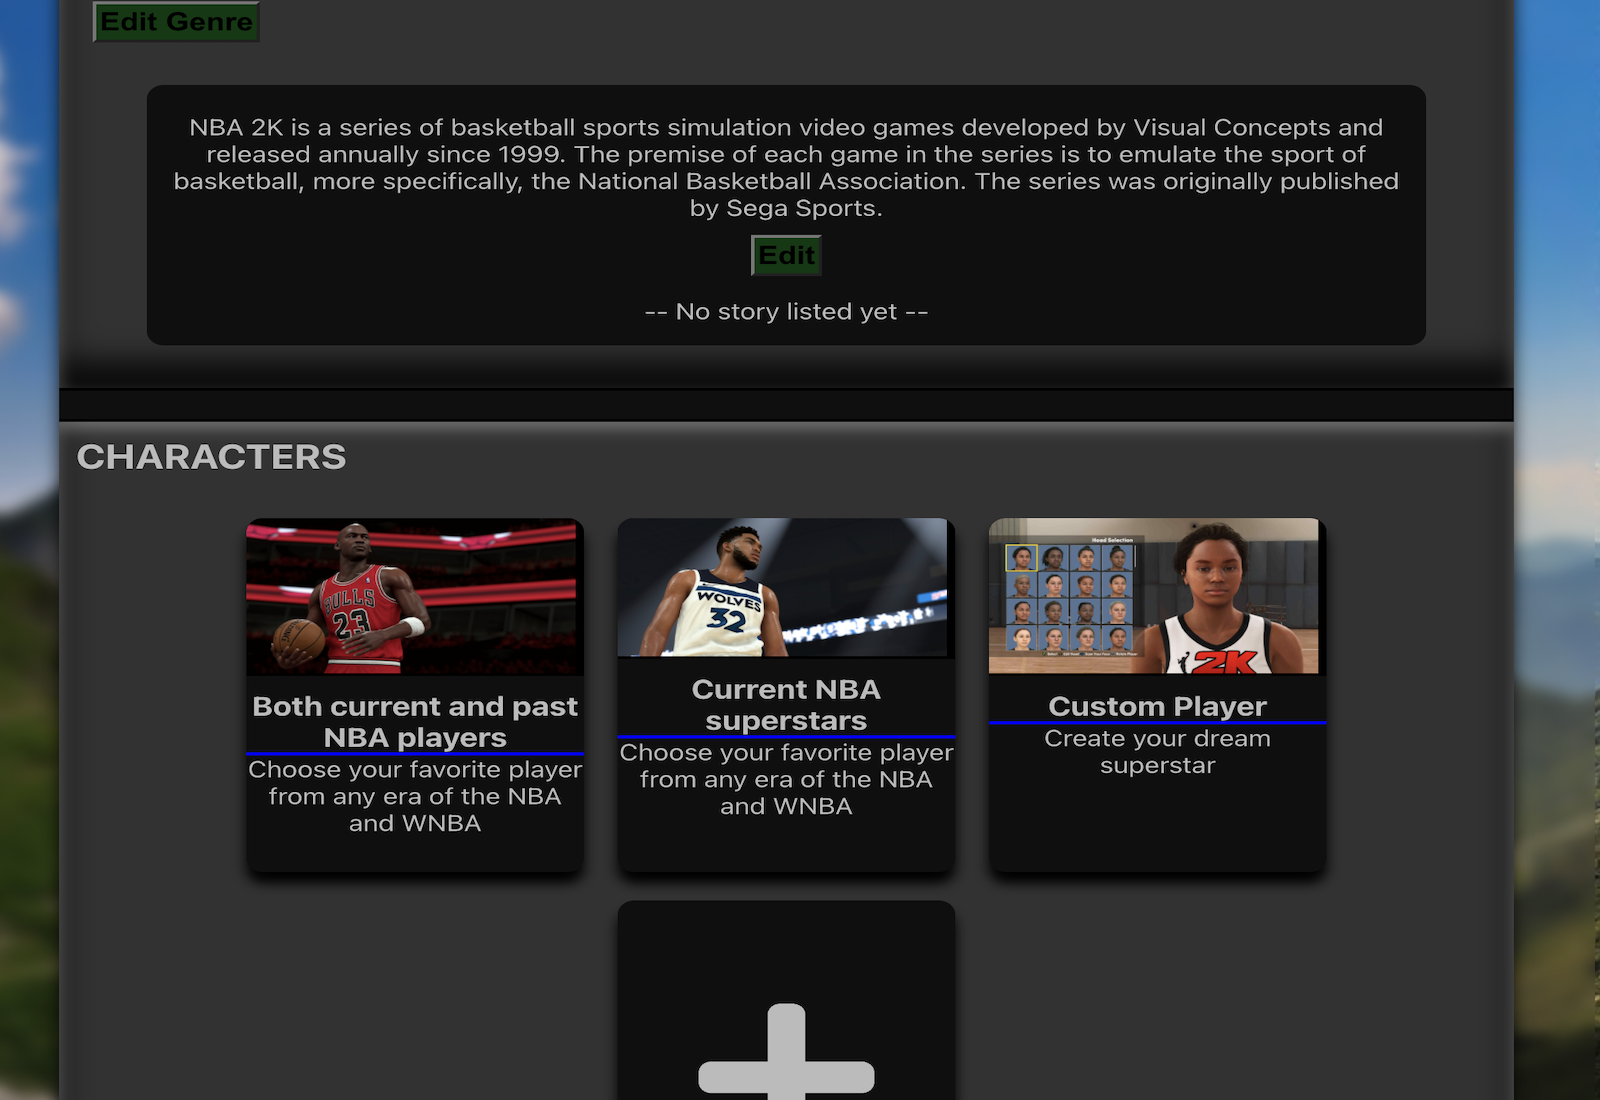 Edit Genre
NBA 2K is a series of basketball sports simulation video games developed by Visual Concepts and
released annually since 1999. The premise of each game in the series is to emulate the sport of
basketball, more specifically, the National Basketball Association. The series was originally published
by Sega Sports.
Edit
-- No story listed yet --
CHARACTERS
BULLS
23
Both current and past
NBA players
Choose your favorite player
from any era of the NBA
and WNBA
WOLVES
32
Current NBA
superstars
Choose your favorite player
from any era of the NBA
and WNBA
Head Selection
2K
Custom Player
Create your dream
superstar